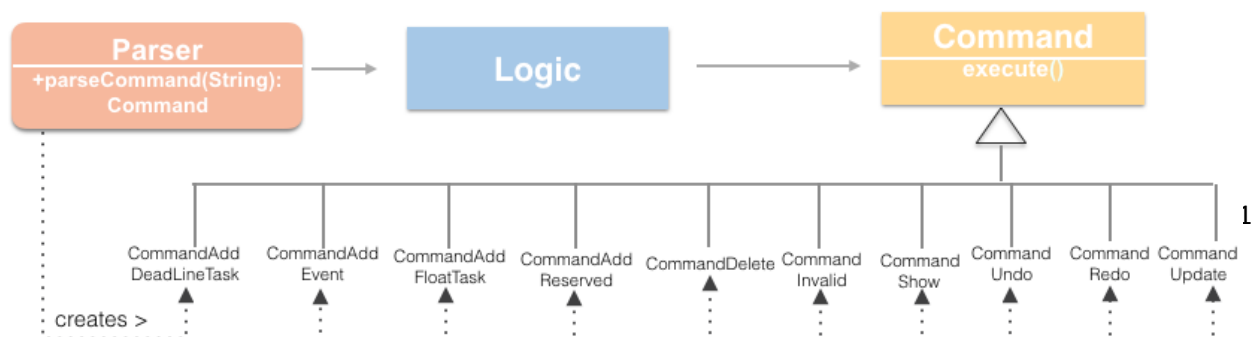 Parser
+parseCommand(String):
Command
Logic
Command
execute()
CommandAdd
DeadLineTask
CommandAdd
Event
CommandAdd
FloatTask
CommandAdd
Reserved
CommandDelete
Command
Invalid
Command
Show
Command
Undo
Command
Redo
Command
Update
1
creates >